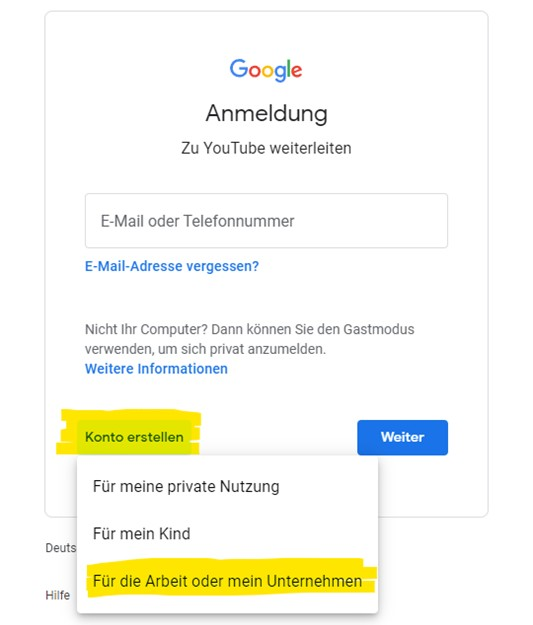 Google
Anmeldung
Zu YouTube weiterleiten
E-Mail oder Telefonnummer
E-Mail-Adresse vergessen?
Nicht Ihr Computer? Dann können Sie den Gastmodus
verwenden, um sich privat anzumelden.
Weitere Informationen
Konto erstellen
Weiter
Für meine private Nutzung
Für mein Kind
Für die Arbeit oder mein Unternehmen
Hilfe